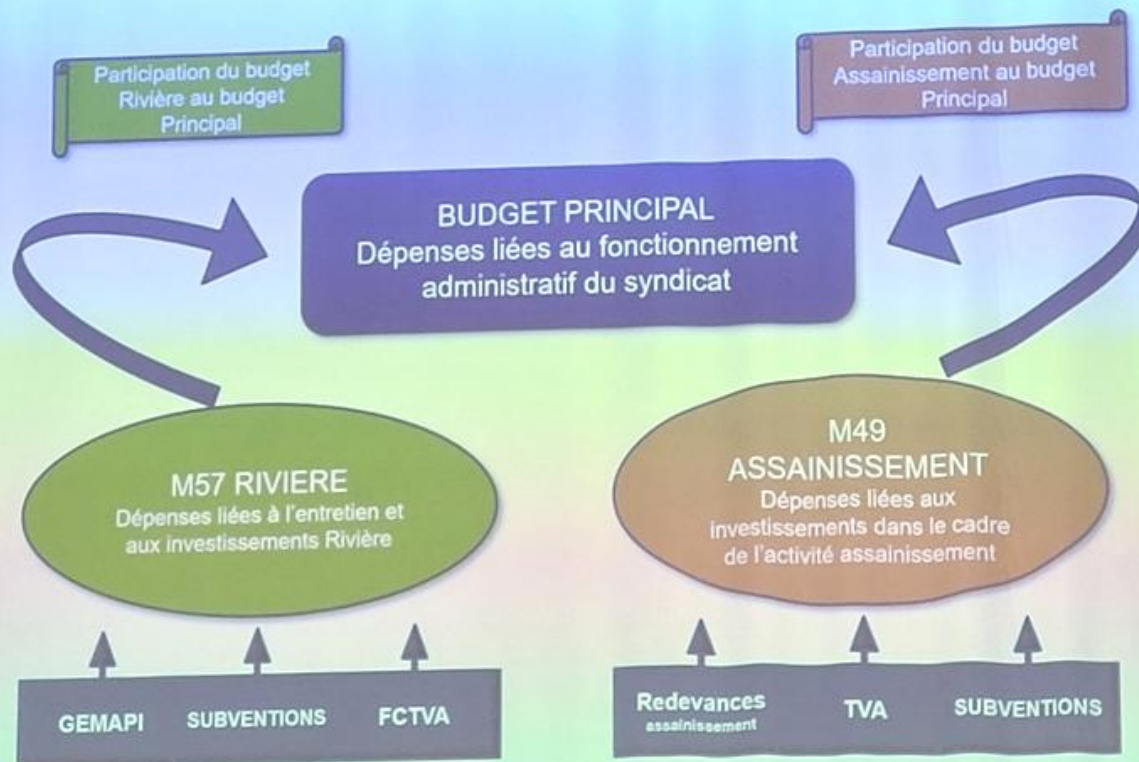 Participation du budget
Rivière au budget
Principal
Participation du budget
Assainissement au budget
Principal
BUDGET PRINCIPAL
Dépenses liées au fonctionnement
administratif du syndicat
M57 RIVIERE
Dépenses liées à l'entretien et
aux investissements Rivière
M49
ASSAINISSEMENT
Dépenses liées aux
investissements dans le cadre
de l'activité assainissement
GEMAPI
SUBVENTIONS
FCTVA
Redevances
assainissement
TVA
SUBVENTIONS